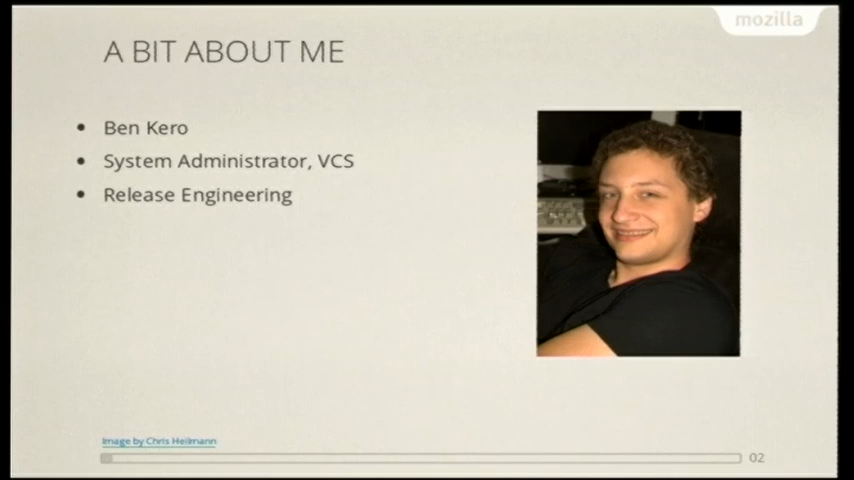 mozilla
A BIT ABOUT ME
Ben Kero
System Administrator, VCS
Release Engineering
Image by Chris Heilmann
02